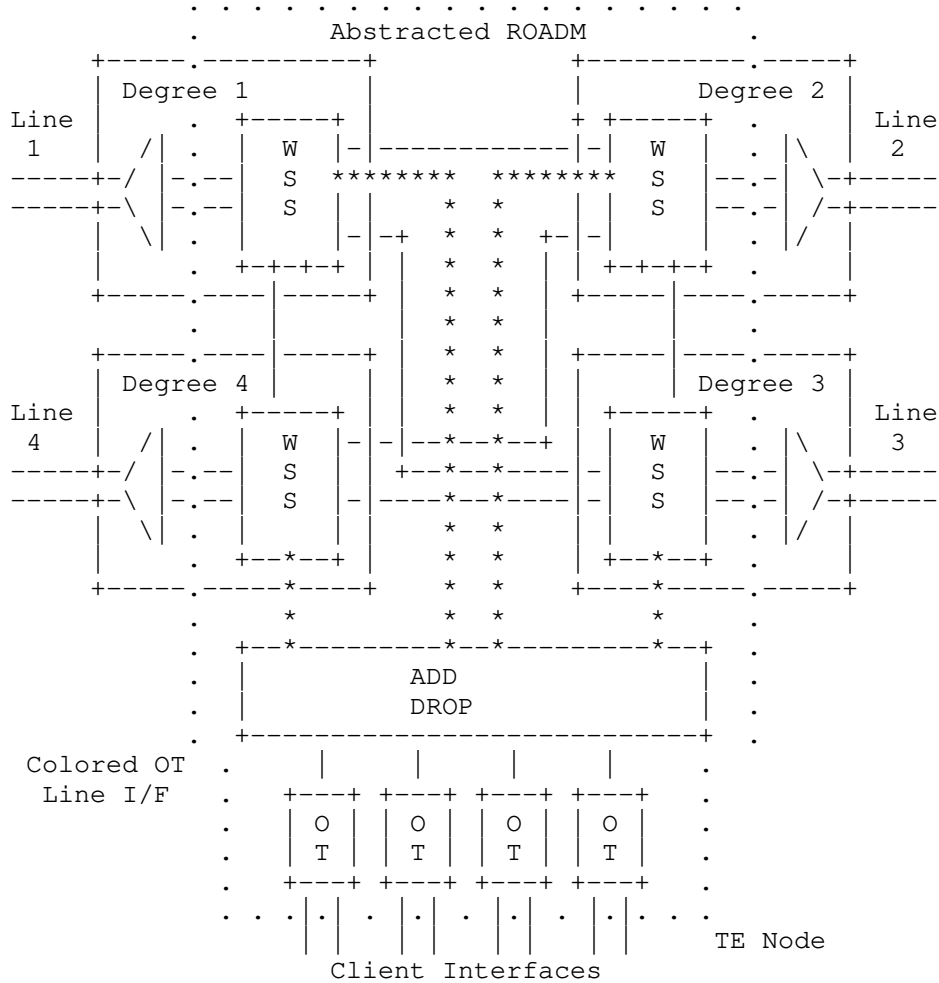 Abstracted ROADM
Degree 1
Degree 2
Line
1
W
S
S
W
S
S
Line
2
Degree 4
Degree 3
Line
4
W
S
S
W
S
S
Line
3
ADD
DROP
Colored OT
Line I/F
O
T
O
T
O
T
O
T
TE Node
Client Interfaces